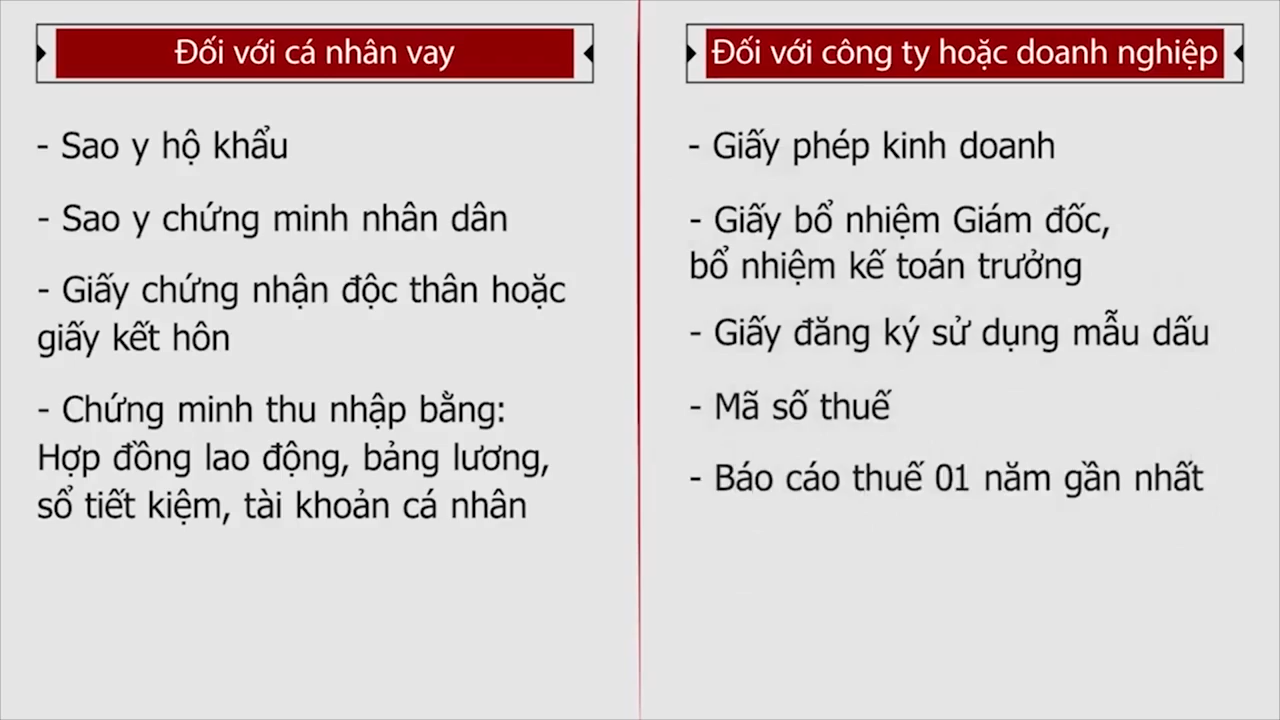 Đối với cá nhân vay
- Sao y hộ khẩu
- Sao y chứng minh nhân dân
- Giấy chứng nhận độc thân hoặc
giấy kết hôn
- Chứng minh thu nhập bằng:
Hợp đồng lao động, bảng lương,
sổ tiết kiệm, tài khoản cá nhân
Đối với công ty hoặc doanh nghiệp
- Giấy phép kinh doanh
- Giấy bổ nhiệm Giám đốc,
bổ nhiệm kế toán trưởng
- Giấy đăng ký sử dụng mẫu dấu
- Mã số thuế
- Báo cáo thuế 01 năm gần nhất